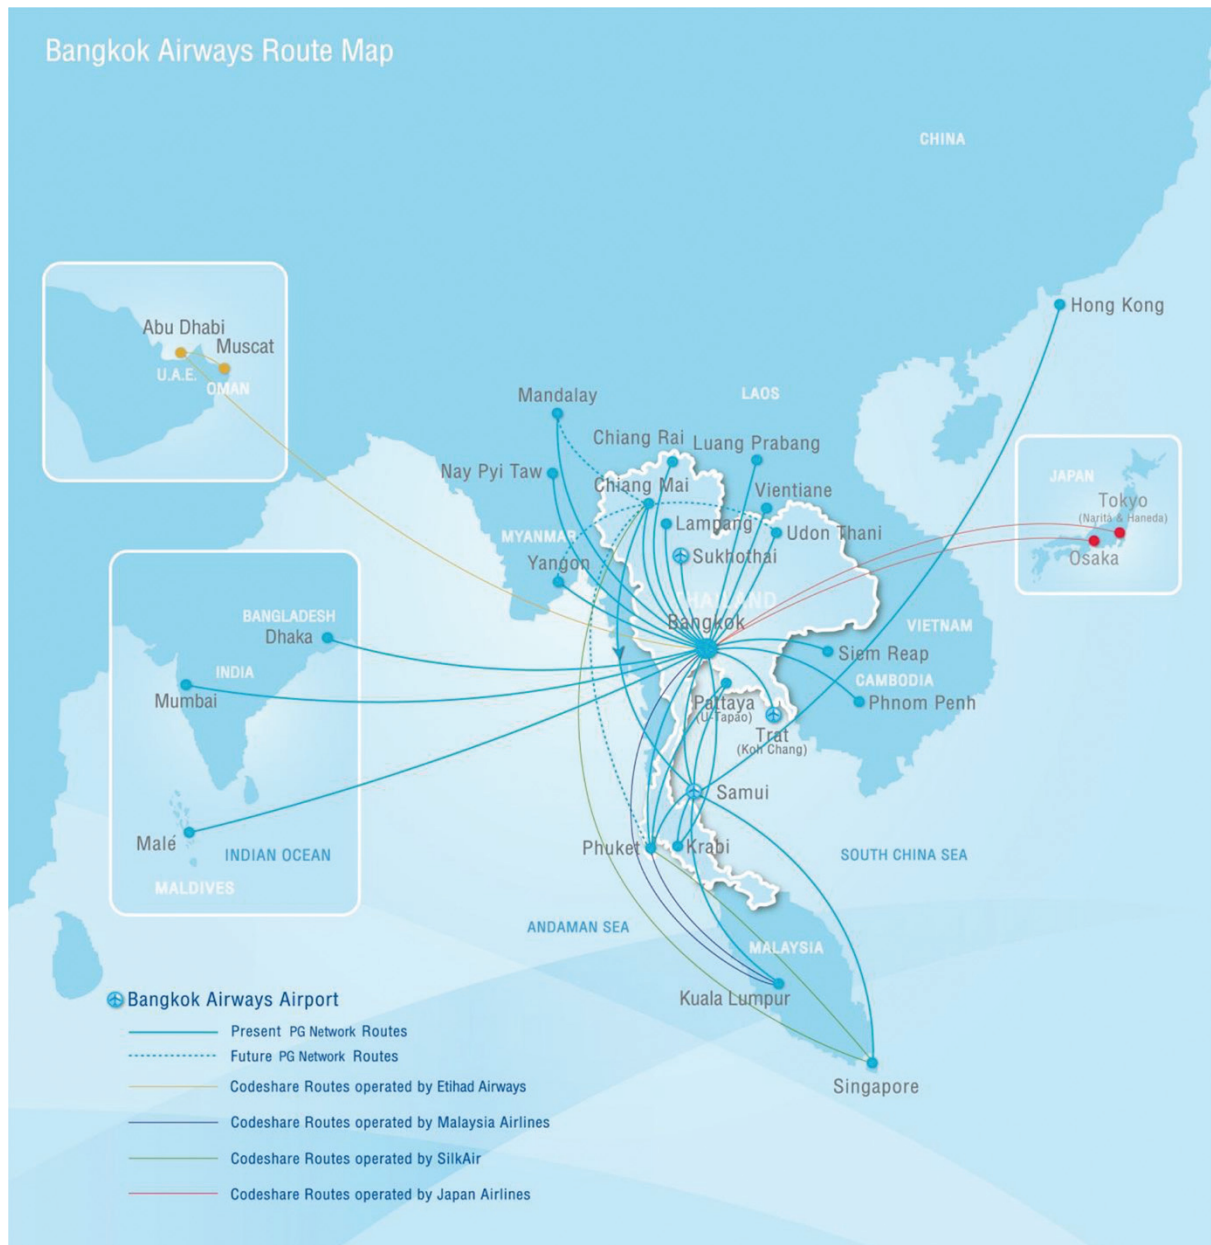 Bangkok Airways Route Map
CHINA
Hong Kong
Abu Dhabi
Muscat
U.A.E.
OMAN
Mandalay
LAOS
Chiang Rai
Luang Prabang
Nay Pyi Taw
Chiang Mai
Vientiane
JAPAN
Tokyo
(Narita & Haneda)
Osaka
Lampang
Udon Thani
MYANMAR
Sukhothai
Yangon
THAILAND
BANGLADESH
Dhaka
Bangkok
VIETNAM
Siem Reap
INDIA
CAMBODIA
Mumbai
Pattaya
(U-Tapao)
Phnom Penh
Trat
(Koh Chang)
Samui
Malé
Phuket
Krabi
INDIAN OCEAN
SOUTH CHINA SEA
MALDIVES
ANDAMAN SEA
MALAYSIA
Kuala Lumpur
Singapore
Bangkok Airways Airport
Present PG Network Routes
Future PG Network Routes
Codeshare Routes operated by Etihad Airways
Codeshare Routes operated by Malaysia Airlines
Codeshare Routes operated by SilkAir
Codeshare Routes operated by Japan Airlines